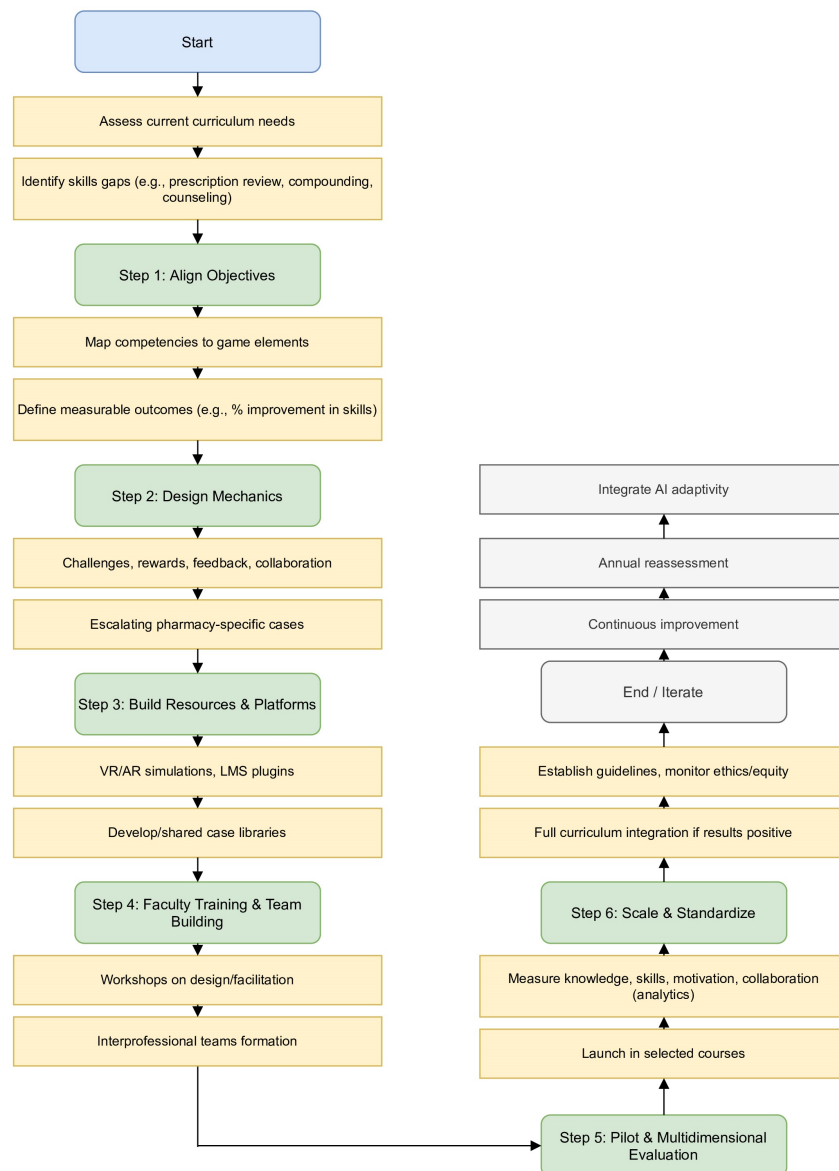 Start
Assess current curriculum needs
Identify skills gaps (e.g., prescription review, compounding,
counseling)
Step 1: Align Objectives
Map competencies to game elements
Define measurable outcomes (e.g., % improvement in skills)
Step 2: Design Mechanics
Challenges, rewards, feedback, collaboration
Escalating pharmacy-specific cases
Step 3: Build Resources & Platforms
VR/AR simulations, LMS plugins
Develop/shared case libraries
Step 4: Faculty Training & Team
Building
Workshops on design/facilitation
Interprofessional teams formation
Step 5: Pilot & Multidimensional
Evaluation
Launch in selected courses
Measure knowledge, skills, motivation, collaboration
(analytics)
Step 6: Scale & Standardize
Full curriculum integration if results positive
Establish guidelines, monitor ethics/equity
End / Iterate
Continuous improvement
Annual reassessment
Integrate AI adaptivity